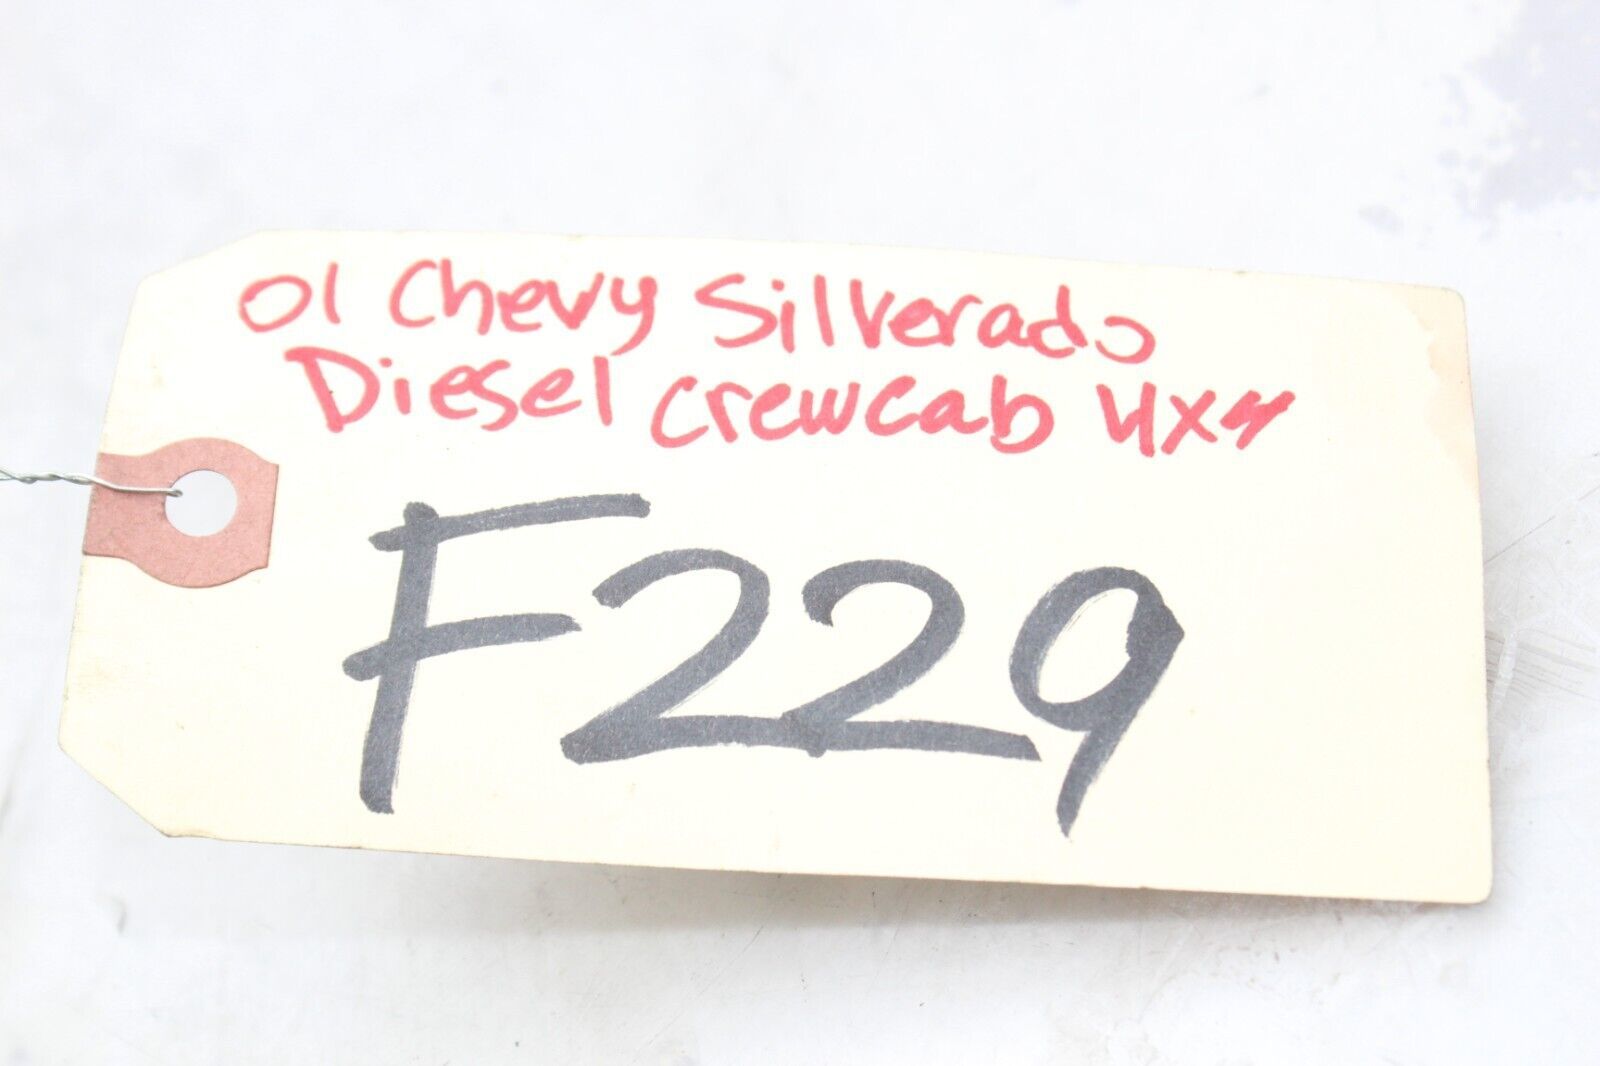 01 Chevy Silverado
Diesel crewcab 4x4
F229